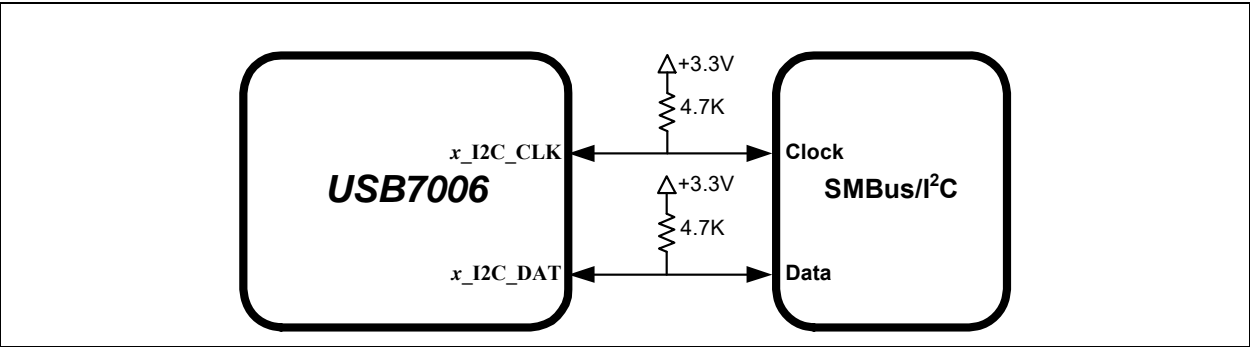 +3.3V
4.7K
x_I2C_CLK
Clock
USB7006
+3.3V
SMBus/I²C
4.7K
x_I2C_DAT
Data